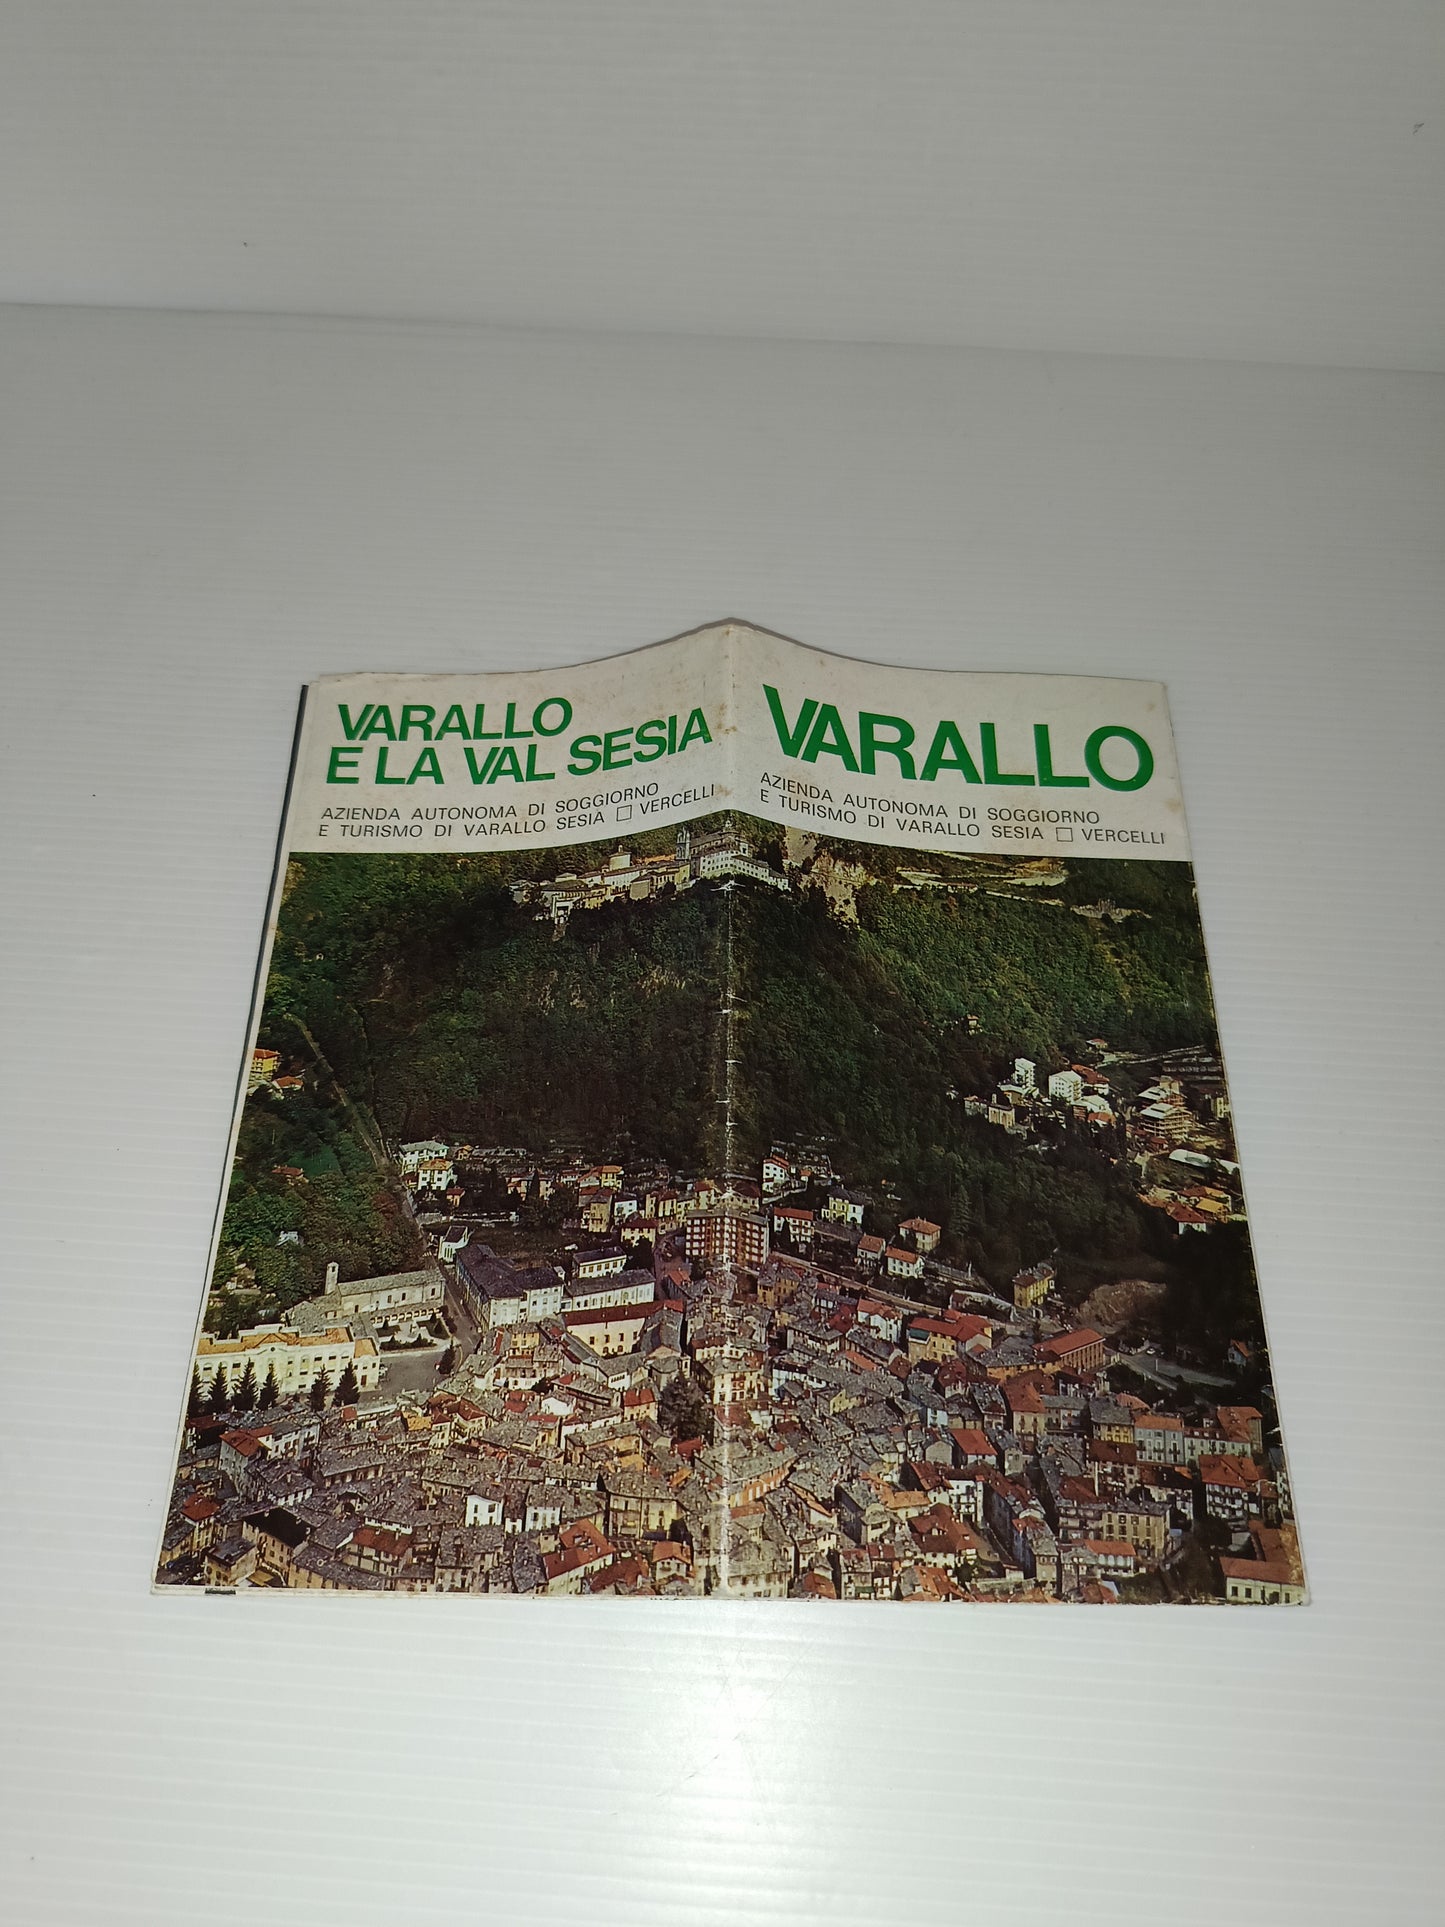 VARALLO
E LA VAL SESIA
AZIENDA AUTONOMA DI SOGGIORNO
E TURISMO DI VARALLO SESIA □ VERCELLI
VARALLO
AZIENDA AUTONOMA DI SOGGIORNO
E TURISMO DI VARALLO SESIA □ VERCELLI